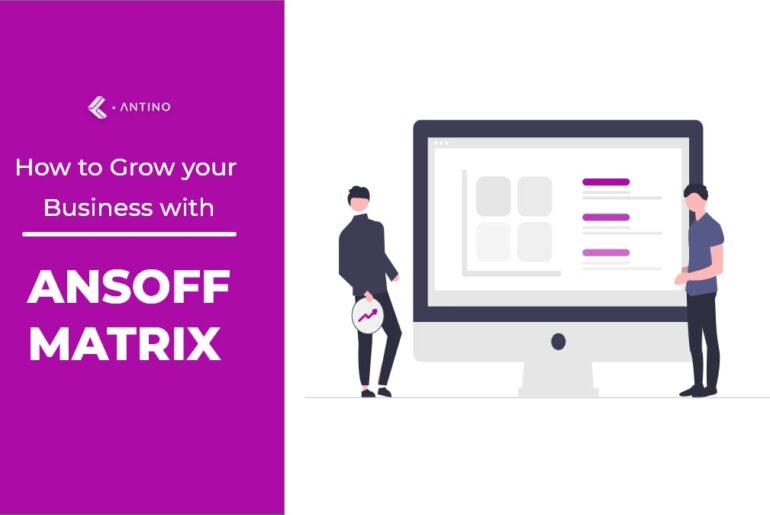 • ANTINO
How to Grow your
Business with
ANSOFF
MATRIX